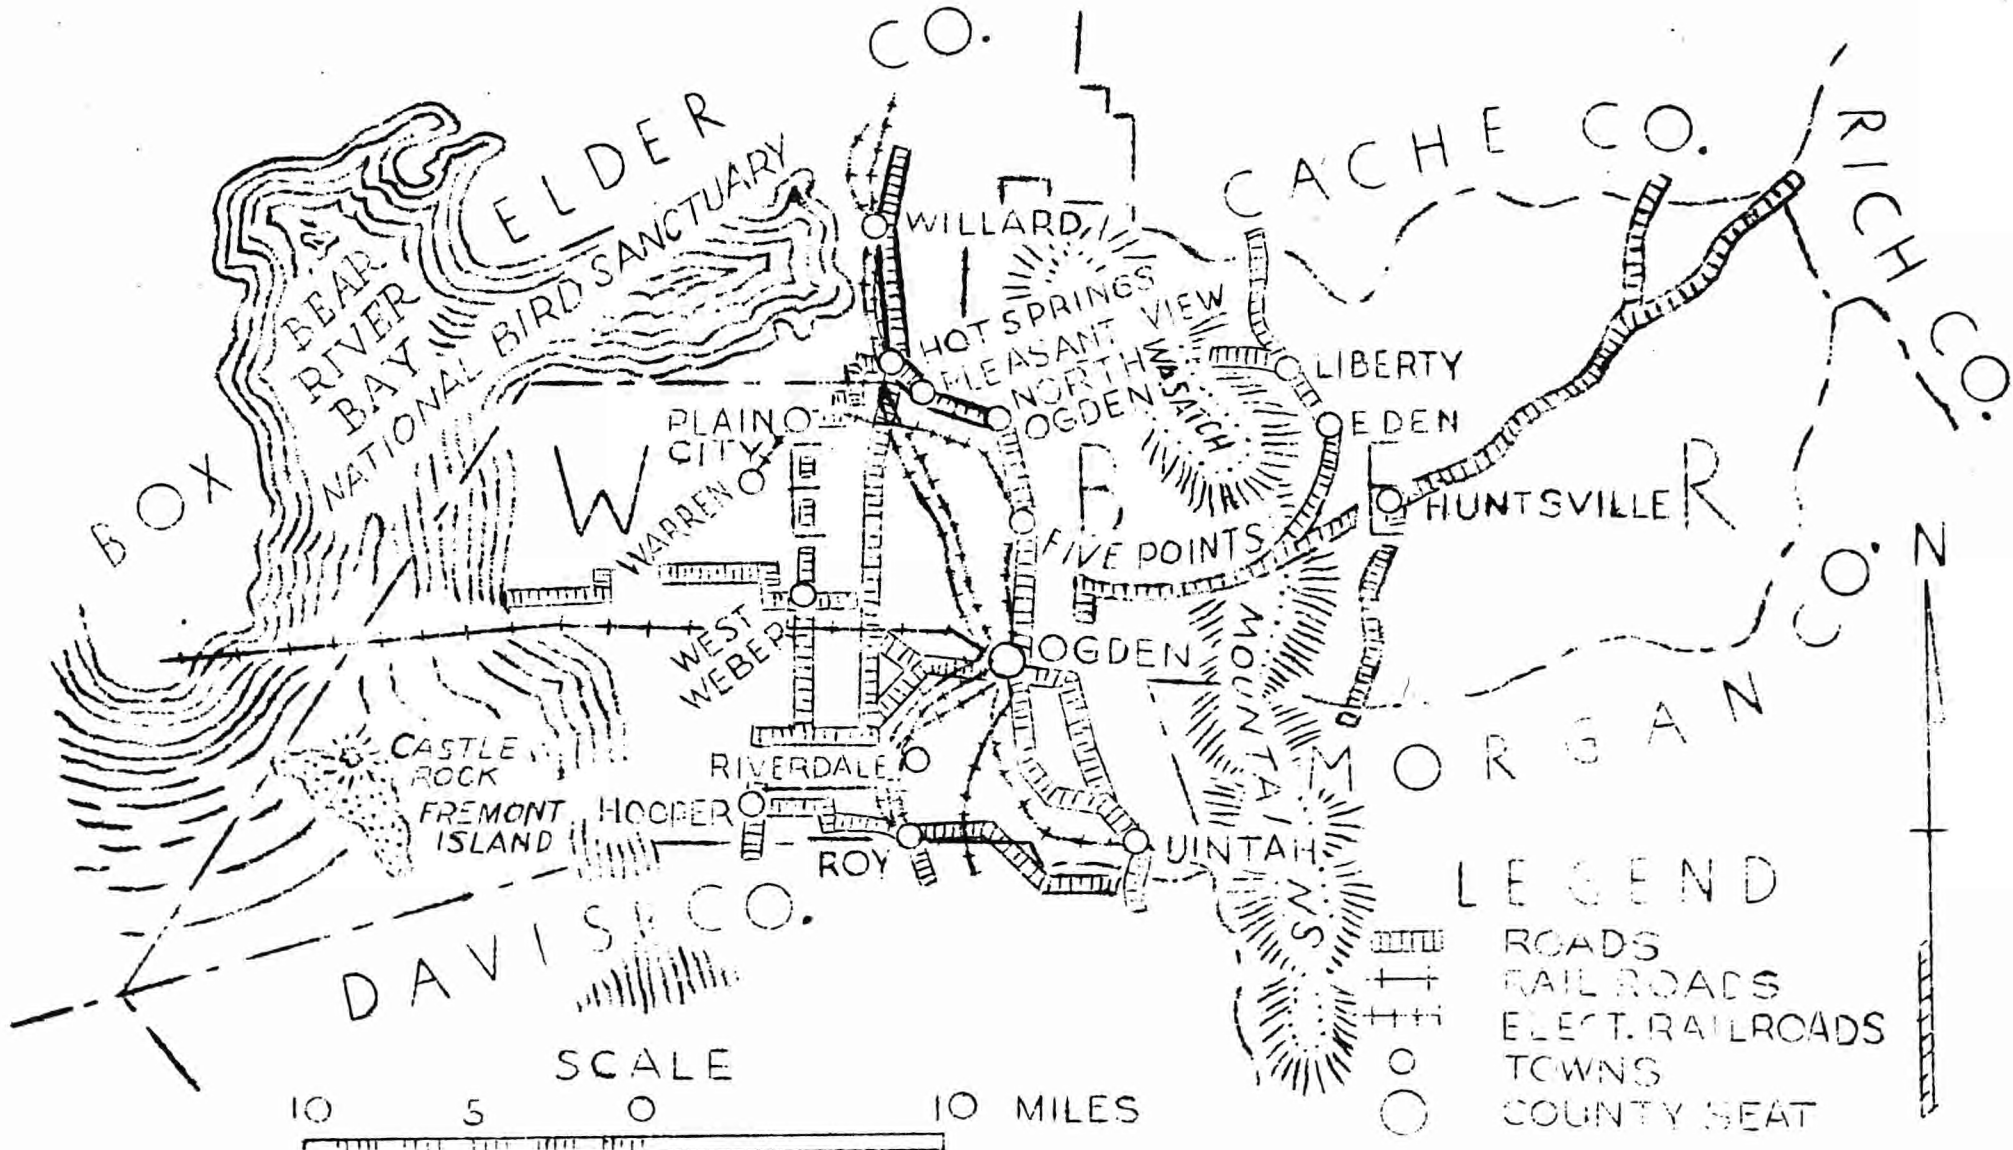 CO.
BOX ELDER
CACHE CO.
RICH CO.
BEAR
RIVER
BAY
NATIONAL BIRD SANCTUARY
WILLARD
HOT SPRINGS
PLEASANT VIEW
NORTH
OGDEN
WASATCH
LIBERTY
EDEN
PLAIN
CITY
WARREN
W E B E R
CO.
HUNTSVILLE
FIVE POINTS
N
WEST
WEBER
OGDEN
MOUNTAINS
MORGAN
CASTLE
ROCK
FREMONT
ISLAND
RIVERDALE
HOOPER
ROY
UINTAH
DAVIS CO.
LEGEND
ROADS
RAIL ROADS
ELECT. RAILROADS
TOWNS
COUNTY SEAT
SCALE
10 5 0 10 MILES